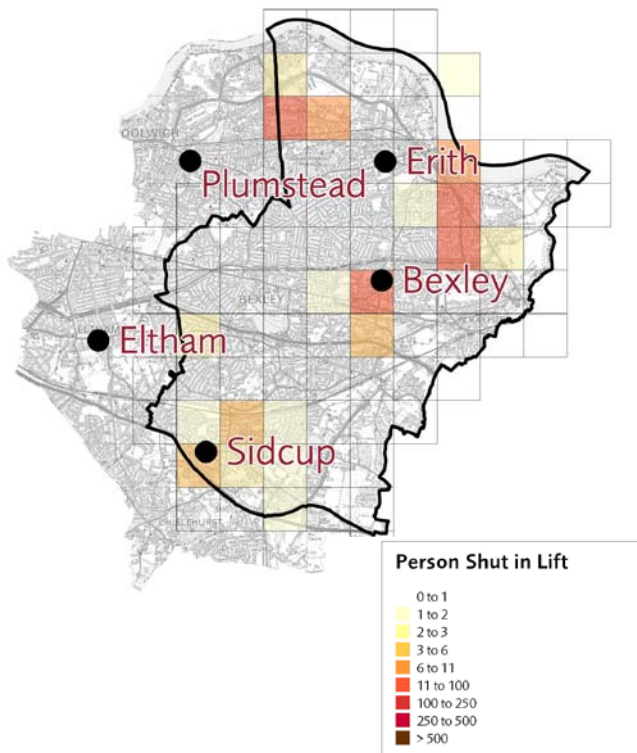 Erith
Plumstead
Bexley
BEXLEY
Eltham
Sidcup
Person Shut in Lift
0 to 1
1 to 2
2 to 3
3 to 6
6 to 11
11 to 100
100 to 250
250 to 500
> 500